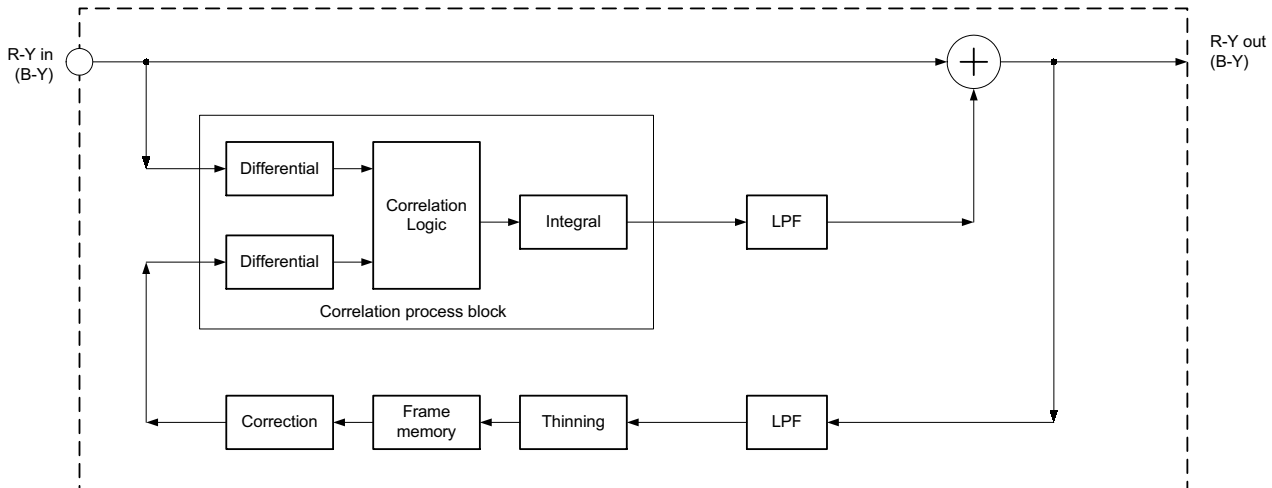 R-Y in
(B-Y)
R-Y out
(B-Y)
+
Differential
Correlation
Logic
Integral
LPF
Differential
Correlation process block
Correction
Frame
memory
Thinning
LPF